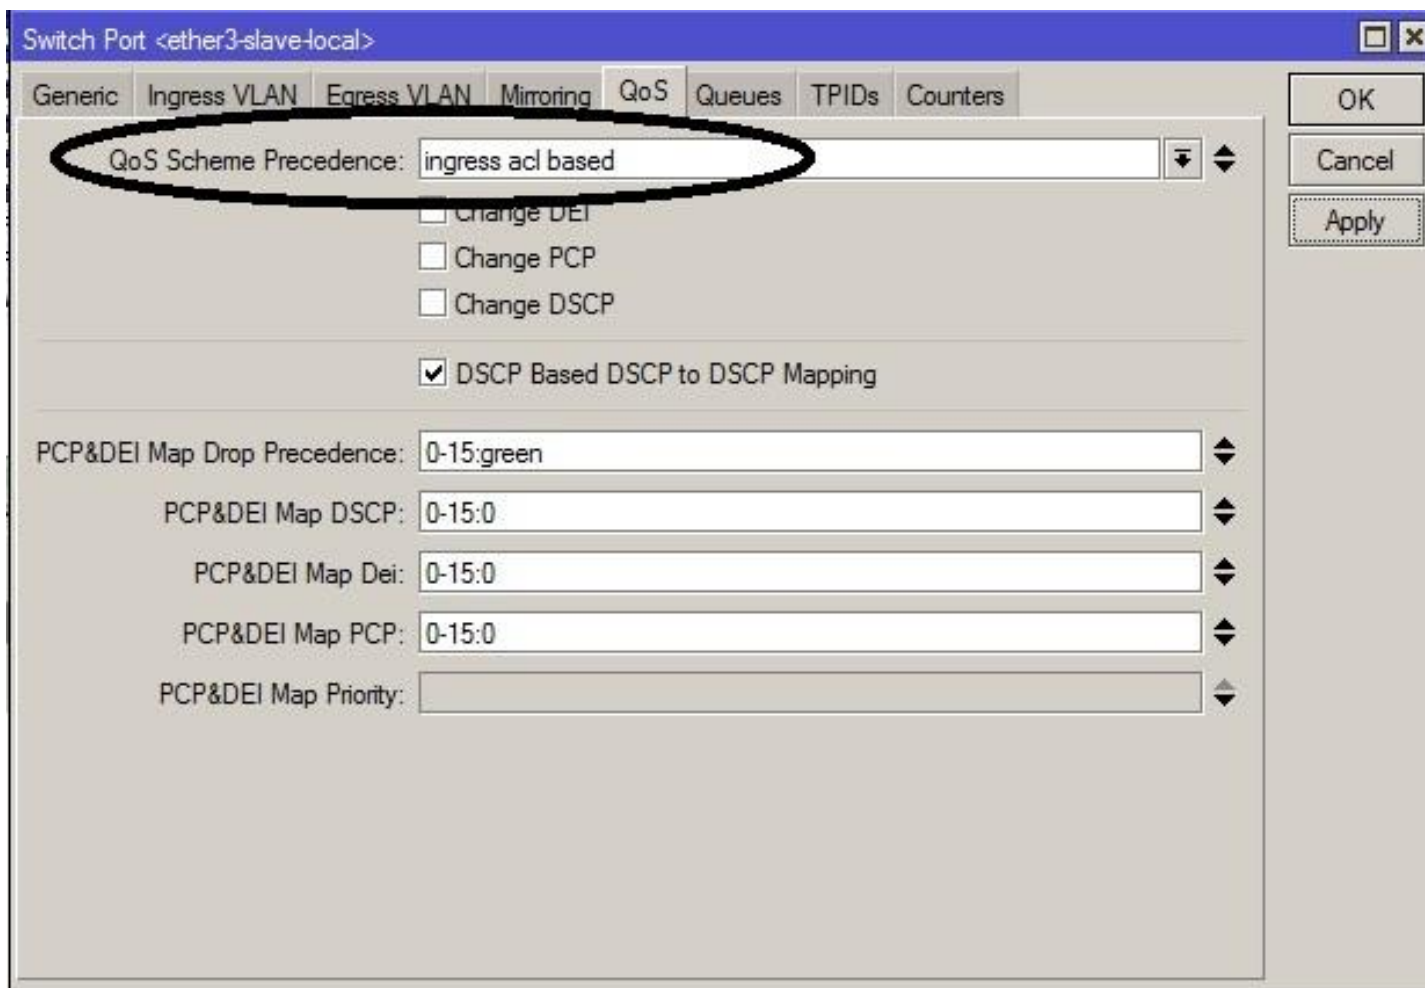 Switch Port <ether3-slave-local>
Generic Ingress VLAN Egress VLAN Mirroring QoS Queues TPIDs Counters
OK
QoS Scheme Precedence: ingress acl based
Cancel
Change DEI
Apply
Change PCP
Change DSCP
DSCP Based DSCP to DSCP Mapping
PCP&DEI Map Drop Precedence: 0-15:green
PCP&DEI Map DSCP: 0-15:0
PCP&DEI Map Dei: 0-15:0
PCP&DEI Map PCP: 0-15:0
PCP&DEI Map Priority: